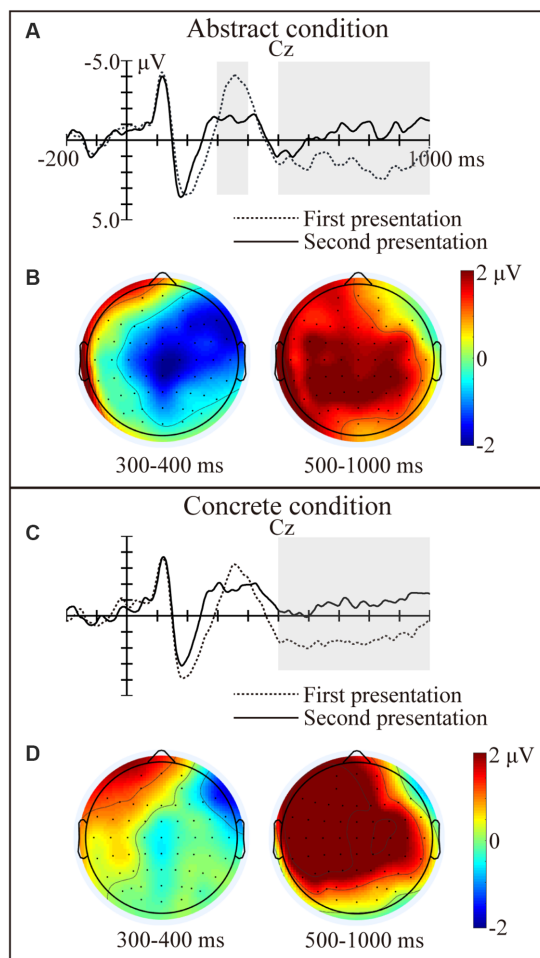 A
Abstract condition
Cz
-5.0
μV
-200
1000 ms
5.0
First presentation
Second presentation
B
2 μV
0
-2
300-400 ms
500-1000 ms
C
Concrete condition
Cz
First presentation
Second presentation
D
2 μV
0
-2
300-400 ms
500-1000 ms